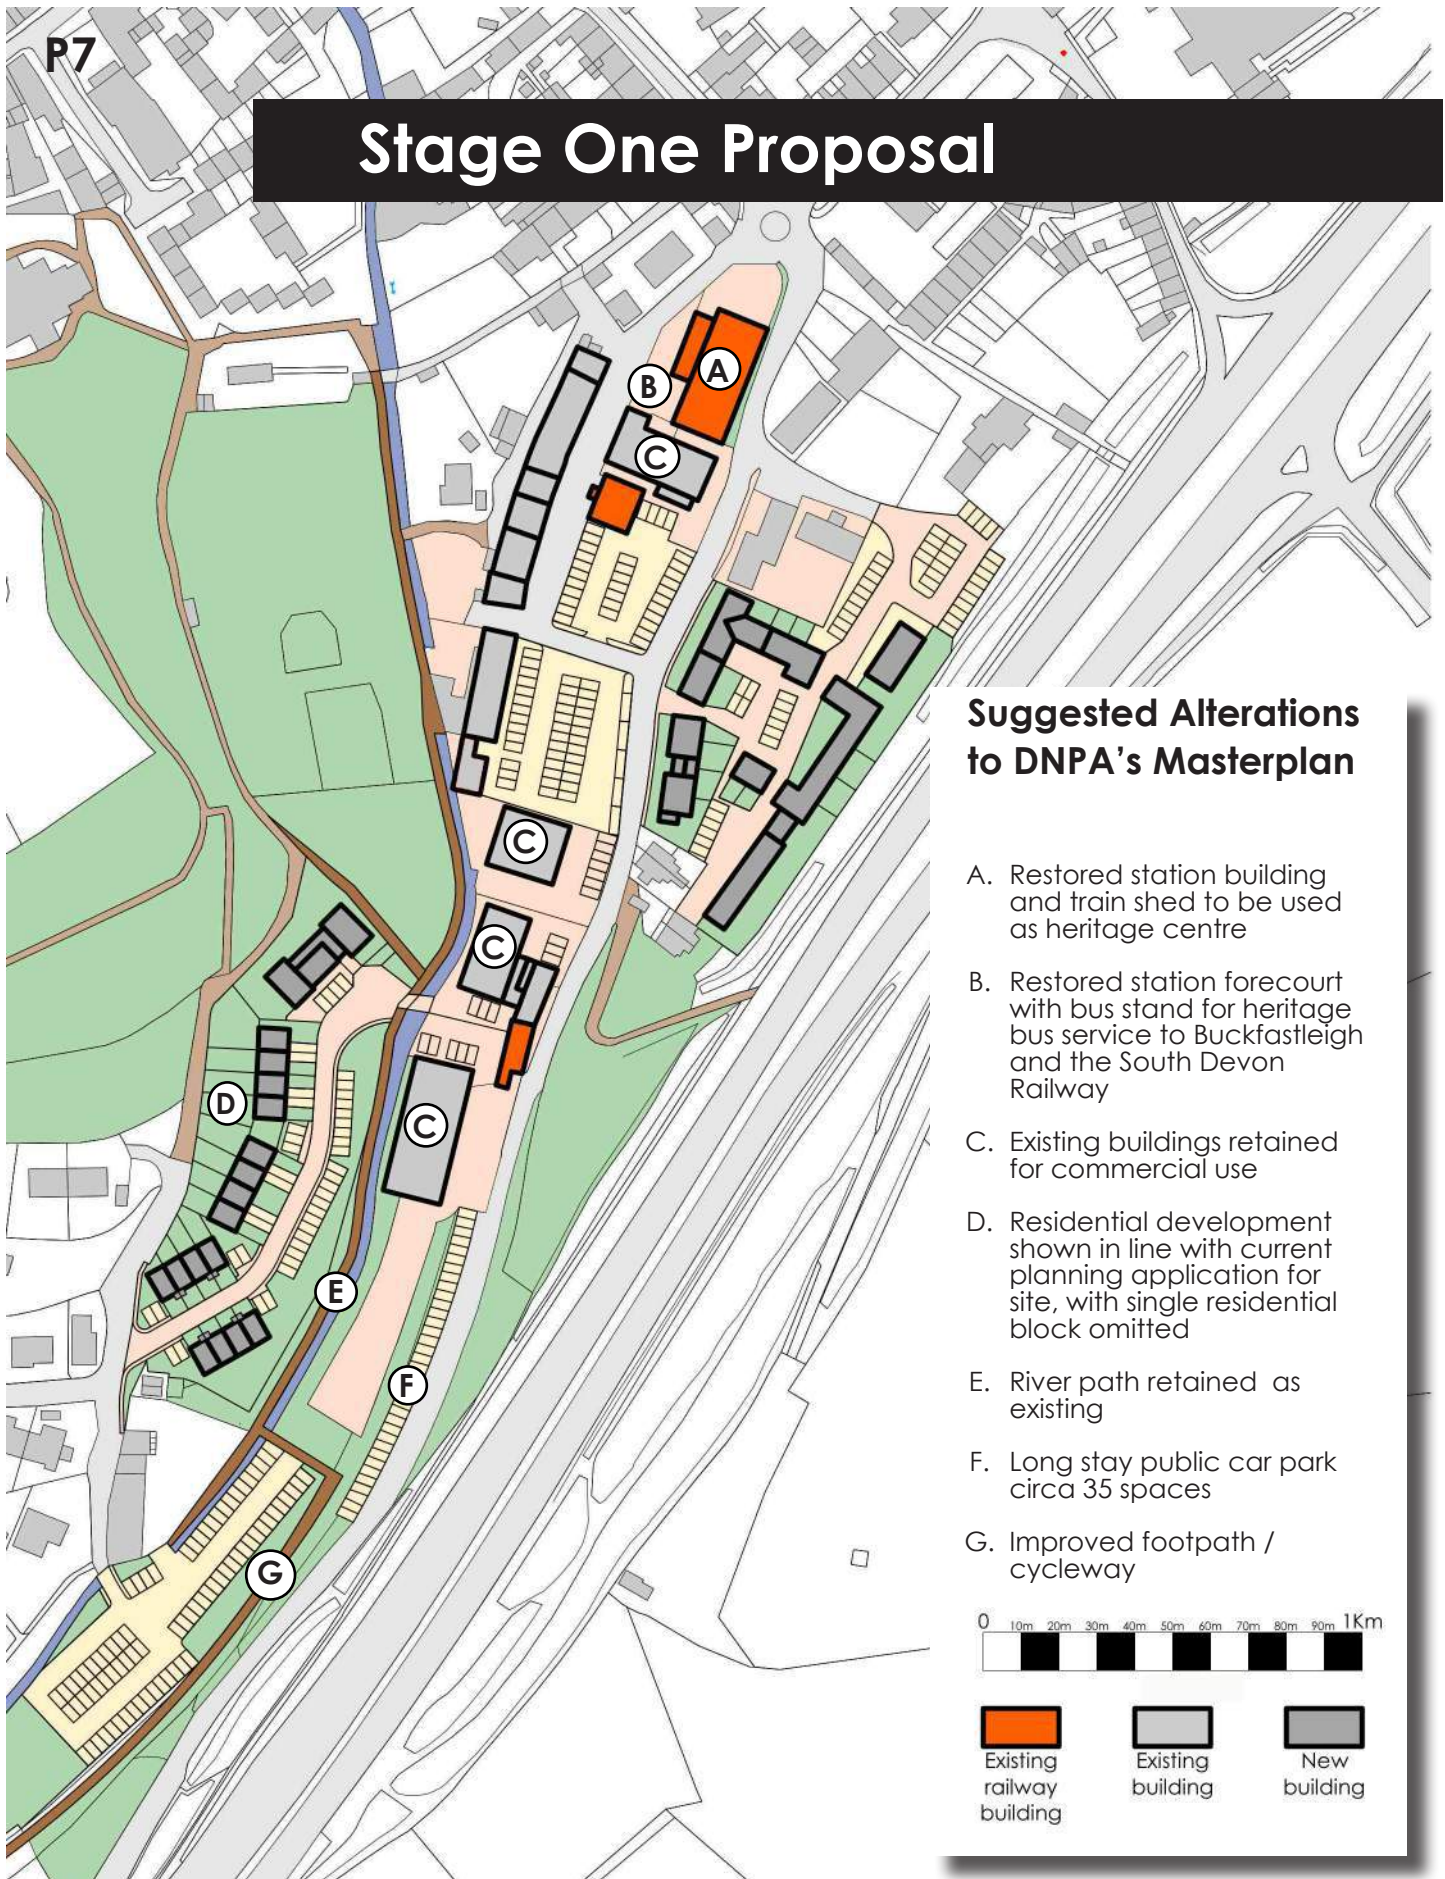 P7
Stage One Proposal
A
B
C
C
C
D
C
E
F
G
Suggested Alterations
to DNPA's Masterplan
A. Restored station building
and train shed to be used
as heritage centre
B. Restored station forecourt
with bus stand for heritage
bus service to Buckfastleigh
and the South Devon
Railway
C. Existing buildings retained
for commercial use
D. Residential development
shown in line with current
planning application for
site, with single residential
block omitted
E. River path retained as
existing
F. Long stay public car park
circa 35 spaces
G. Improved footpath /
cycleway
0 10m 20m 30m 40m 50m 60m 70m 80m 90m 1Km
Existing
railway
building
Existing
building
New
building